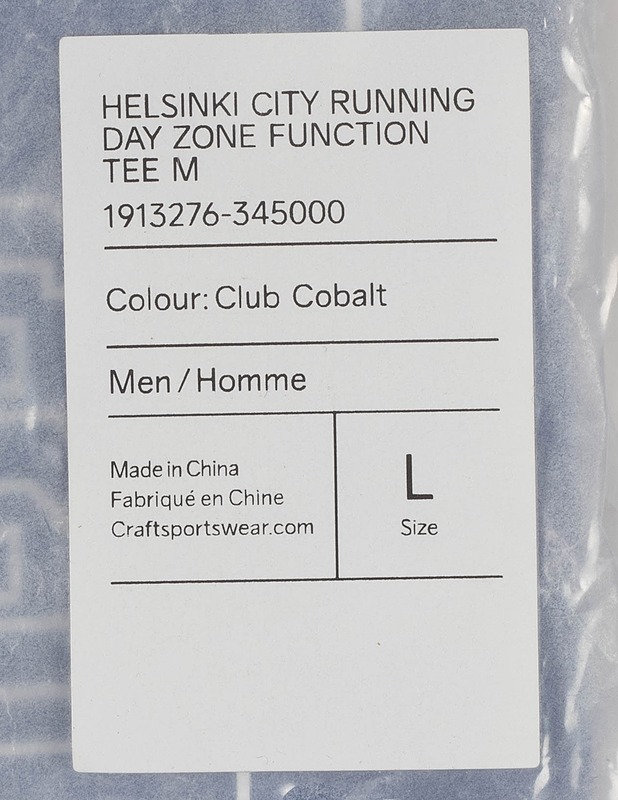 HELSINKI CITY RUNNING
DAY ZONE FUNCTION
TEE M
1913276-345000
Colour: Club Cobalt
Men / Homme
Made in China
Fabriqué en Chine
Craftsportswear.com
L
Size